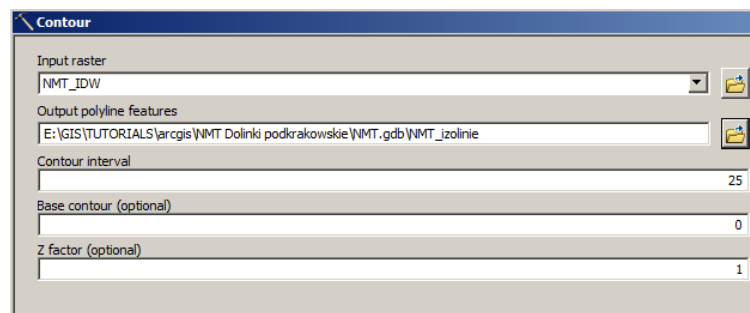 Contour
Input raster
NMT_IDW
Output polyline features
E:\GIS\TUTORIALS\arcgis\NMT Dolinki podkrakowskie\NMT.gdb\NMT_izolinie
Contour interval
25
Base contour (optional)
0
Z factor (optional)
1